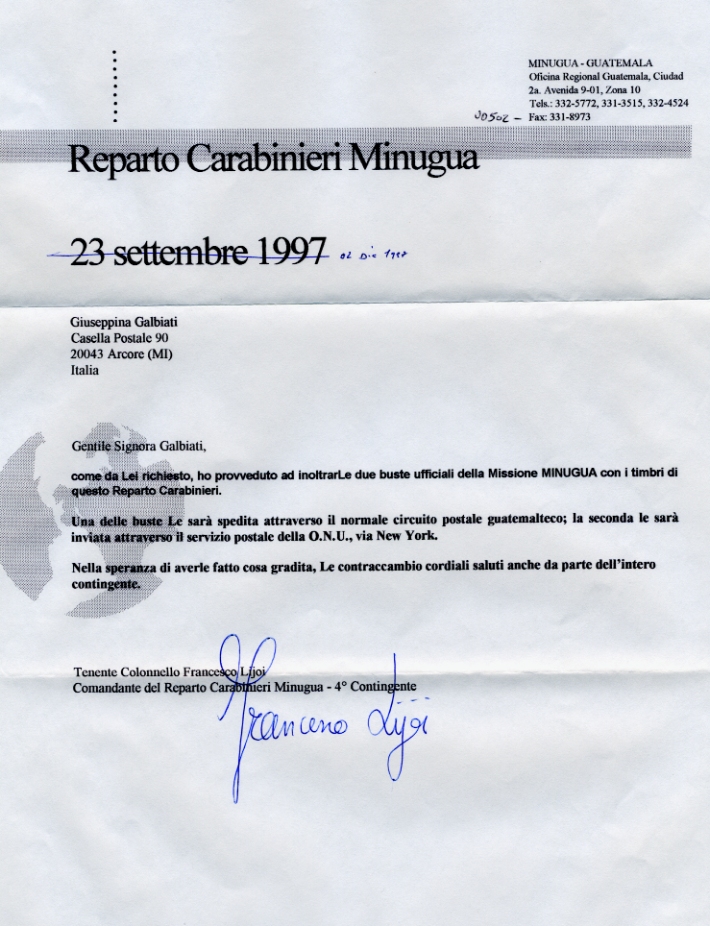 MINUGUA - GUATEMALA
Oficina Regional Guatemala, Ciudad
2a. Avenida 9-01, Zona 10
Tels.: 332-5772, 331-3515, 332-4524
00502 - Fax: 331-8973
Reparto Carabinieri Minugua
23 settembre 1997 02 Dic 1997
Giuseppina Galbiati
Casella Postale 90
20043 Arcore (MI)
Italia
Gentile Signora Galbiati,
come da Lei richiesto, ho provveduto ad inoltrarLe due buste ufficiali della Missione MINUGUA con i timbri di
questo Reparto Carabinieri.
Una delle buste Le sarà spedita attraverso il normale circuito postale guatemalteco; la seconda le sarà
inviata attraverso il servizio postale della O.N.U., via New York.
Nella speranza di averle fatto cosa gradita, Le contraccambio cordiali saluti anche da parte dell'intero
contingente.
Tenente Colonnello Francesco Lijoi
Comandante del Reparto Carabinieri Minugua - 4° Contingente
Francesco Lijoi